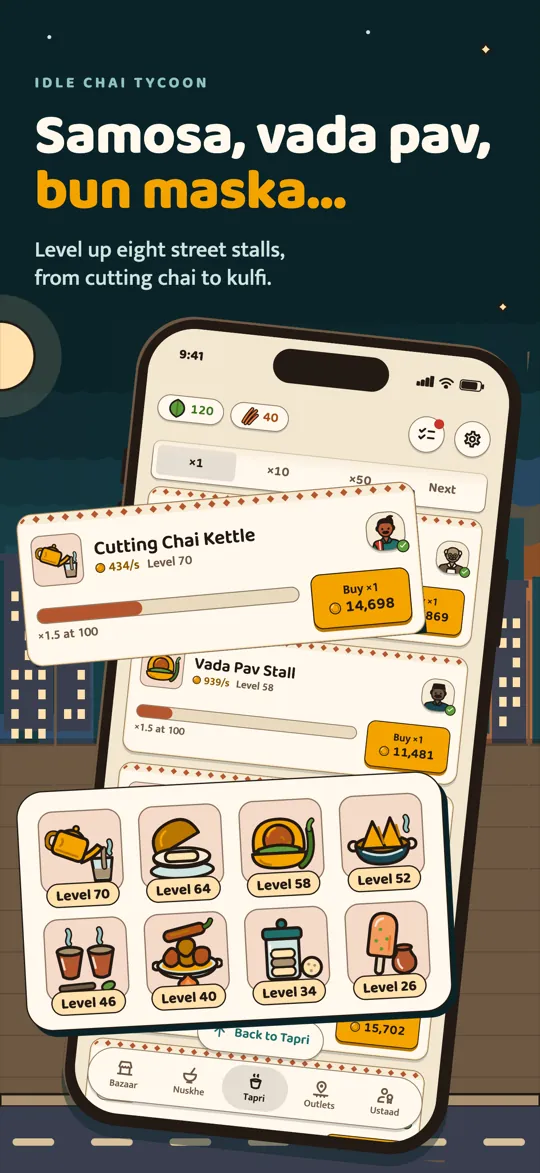 IDLE CHAI TYCOON
Samosa, vada pav,
bun maska...
Level up eight street stalls,
from cutting chai to kulfi.
9:41
120
40
×1
×10
×50
Next
Cutting Chai Kettle
434/s Level 70
×1.5 at 100
Buy ×1
14,698
×1
869
Vada Pav Stall
939/s Level 58
×1.5 at 100
Buy ×1
11,481
Level 70
Level 64
Level 58
Level 52
Level 46
Level 40
Level 34
Level 26
Back to Tapri
15,702
Bazaar
Nuskhe
Tapri
Outlets
Ustaad